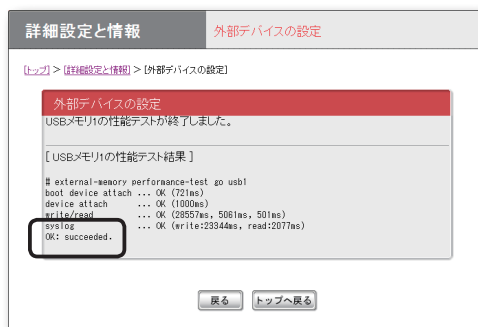 詳細設定と情報
外部デバイスの設定
[トップ] > [詳細設定と情報] > [外部デバイスの設定]
外部デバイスの設定
USBメモリ1の性能テストが終了しました。
[ USBメモリ1の性能テスト結果 ]
# external-memory performance-test go usb1
boot device attach ... OK (721ms)
device attach ... OK (1000ms)
write/read ... OK (28557ms, 5061ms, 501ms)
syslog ... OK (write:23344ms, read:2077ms)
OK: succeeded.
戻る トップへ戻る